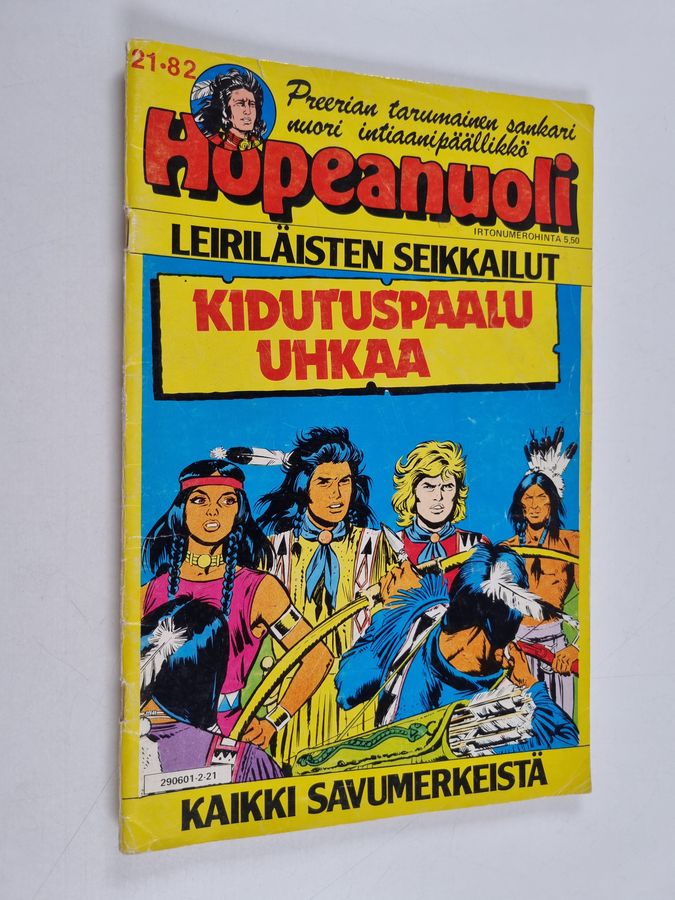 21•82
Preerian tarumainen sankari
nuori intiaanipäällikkö
Hopeanuoli
IRTONUMEROHINTA 5,50
LEIRILÄISTEN SEIKKAILUT
KIDUTUSPAALU
UHKAA
290601-2-21
KAIKKI SAVUMERKEISTÄ